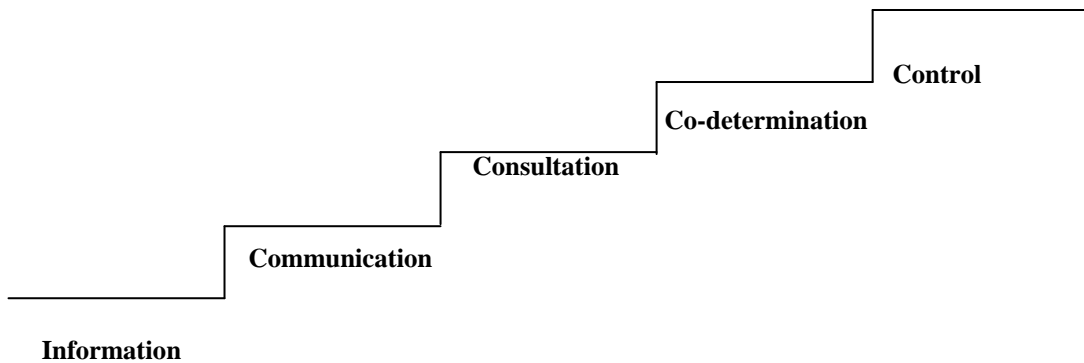 Control
Co-determination
Consultation
Communication
Information